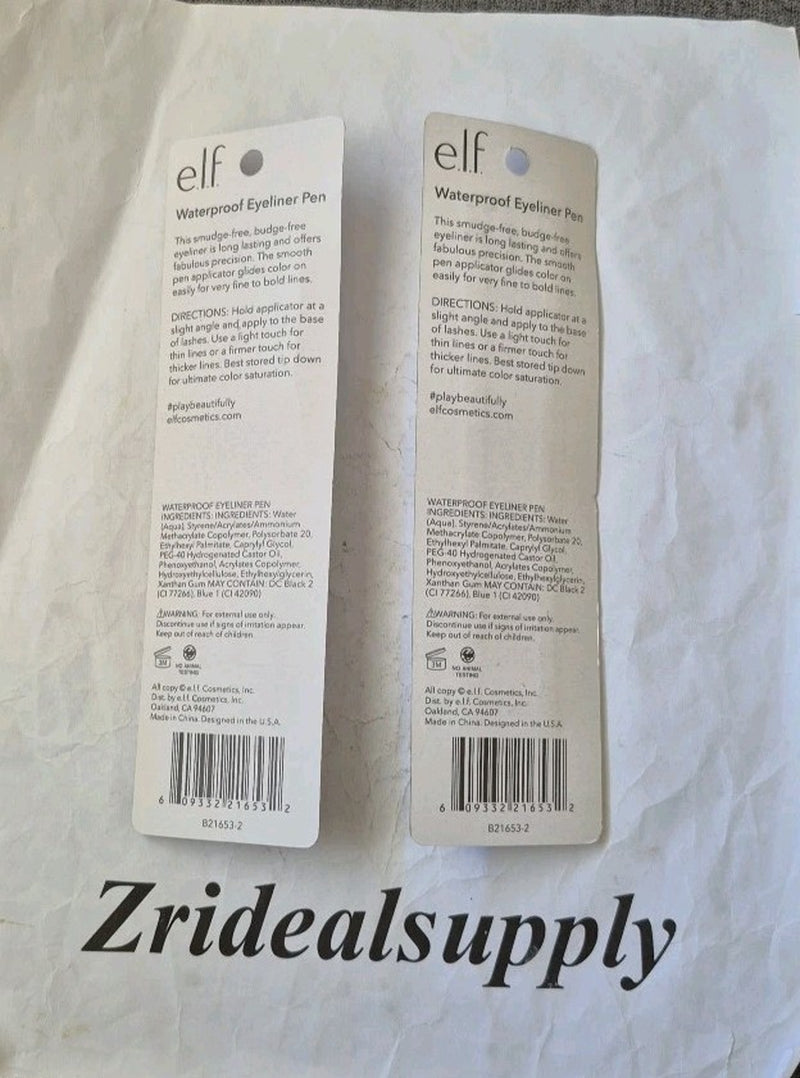 e.l.f.
Waterproof Eyeliner Pen
This smudge-free, budge-free
eyeliner is long lasting and offers
fabulous precision. The smooth
pen applicator glides color on
easily for very fine to bold lines.
DIRECTIONS: Hold applicator at a
slight angle and apply to the base
of lashes. Use a light touch for
thin lines or a firmer touch for
thicker lines. Best stored tip down
for ultimate color saturation.
#playbeautifully
elfcosmetics.com
WATERPROOF EYELINER PEN
INGREDIENTS: INGREDIENTS: Water
(Aqua), Styrene/Acrylates/Ammonium
Methacrylate Copolymer, Polysorbate 20,
Ethylhexyl Palmitate, Caprylyl Glycol,
PEG-40 Hydrogenated Castor Oil,
Phenoxyethanol, Acrylates Copolymer,
Hydroxyethylcellulose, Ethylhexylglycerin,
Xanthan Gum MAY CONTAIN: DC Black 2
(CI 77266), Blue 1 (CI 42090)
⚠WARNING: For external use only.
Discontinue use if signs of irritation appear.
Keep out of reach of children.
3M
NO ANIMAL
TESTING
All copy © e.l.f. Cosmetics, Inc.
Dist. by e.l.f. Cosmetics, Inc.
Oakland, CA 94607
Made in China. Designed in the U.S.A.
6 09332 21653 2
B21653-2
e.l.f.
Waterproof Eyeliner Pen
This smudge-free, budge-free
eyeliner is long lasting and offers
fabulous precision. The smooth
pen applicator glides color on
easily for very fine to bold lines.
DIRECTIONS: Hold applicator at a
slight angle and apply to the base
of lashes. Use a light touch for
thin lines or a firmer touch for
thicker lines. Best stored tip down
for ultimate color saturation.
#playbeautifully
elfcosmetics.com
WATERPROOF EYELINER PEN
INGREDIENTS: INGREDIENTS: Water
(Aqua), Styrene/Acrylates/Ammonium
Methacrylate Copolymer, Polysorbate 20,
Ethylhexyl Palmitate, Caprylyl Glycol,
PEG-40 Hydrogenated Castor Oil,
Phenoxyethanol, Acrylates Copolymer,
Hydroxyethylcellulose, Ethylhexylglycerin,
Xanthan Gum MAY CONTAIN: DC Black 2
(CI 77266), Blue 1 (CI 42090)
⚠WARNING: For external use only.
Discontinue use if signs of irritation appear.
Keep out of reach of children.
3M
NO ANIMAL
TESTING
All copy © e.l.f. Cosmetics, Inc.
Dist. by e.l.f. Cosmetics, Inc.
Oakland, CA 94607
Made in China. Designed in the U.S.A.
6 09332 21653 2
B21653-2
Zridealsupply